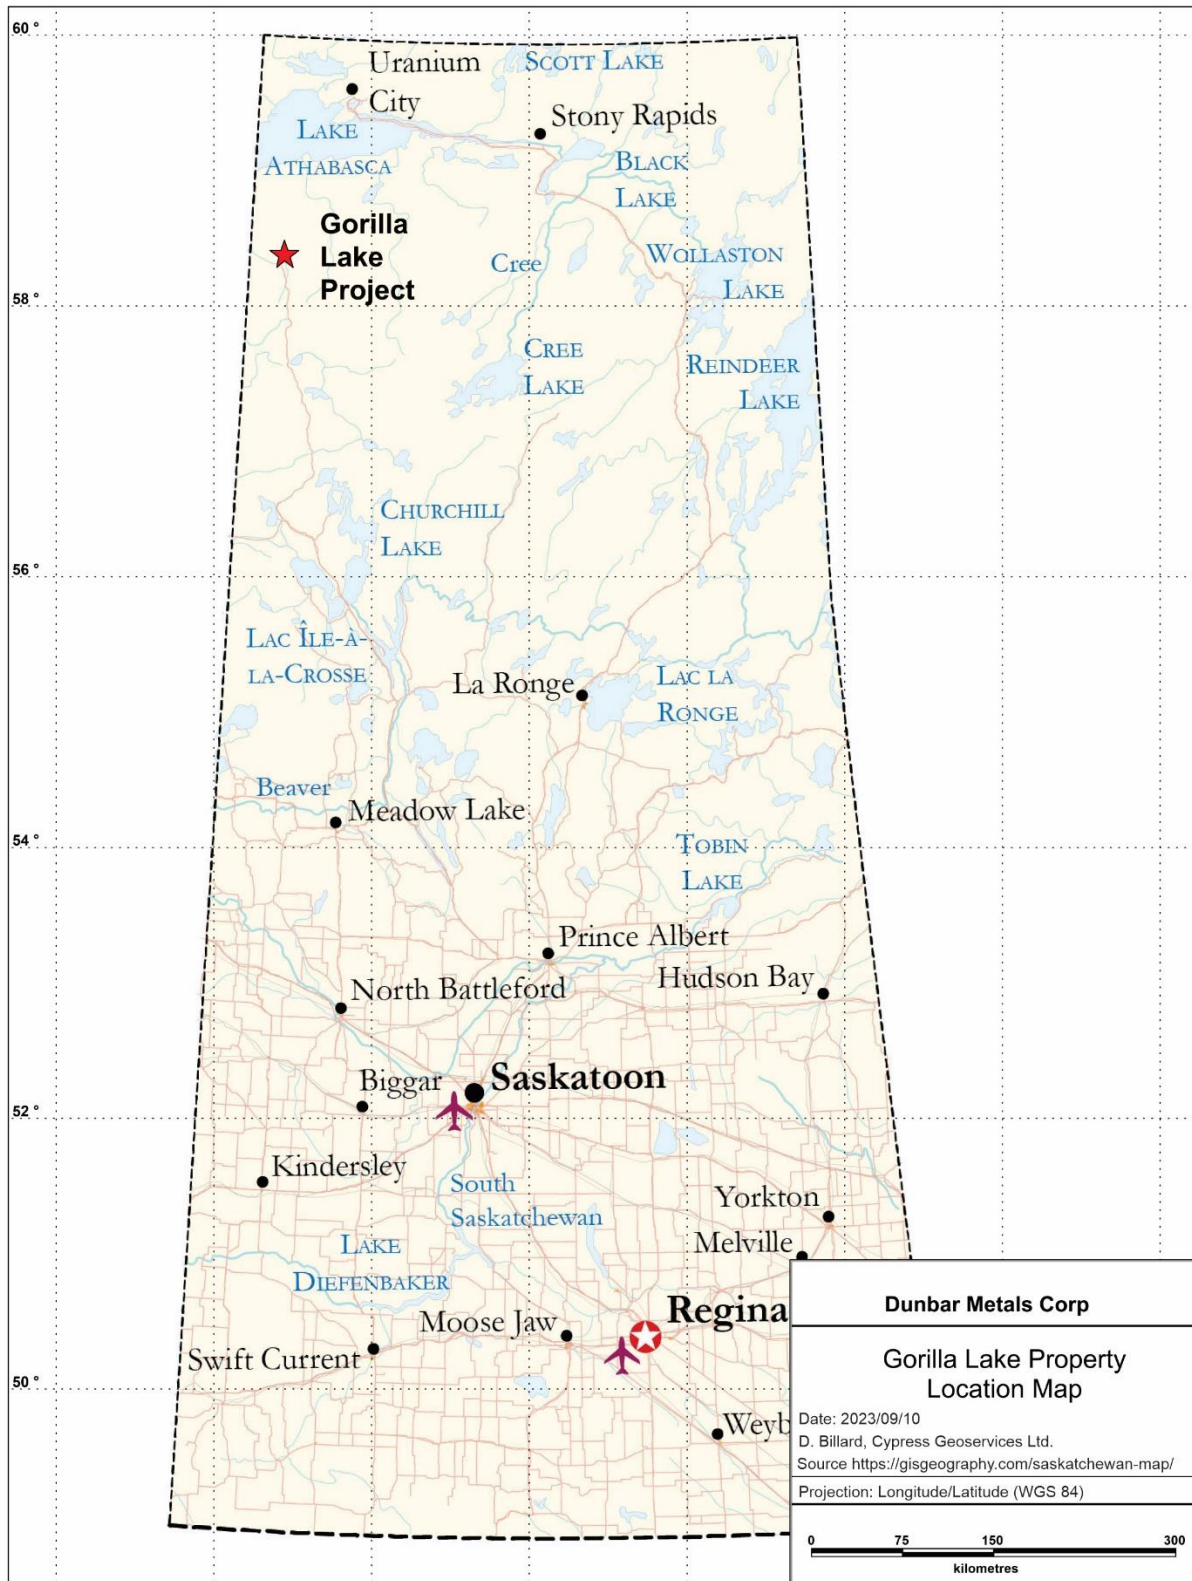 60 °
Uranium
City
SCOTT LAKE
Stony Rapids
LAKE
ATHABASCA
BLACK
LAKE
Gorilla
Lake
Project
Cree
WOLLASTON
LAKE
58 °
CREE
LAKE
REINDEER
LAKE
CHURCHILL
LAKE
56 °
LAC ÎLE-À-
LA-CROSSE
La Ronge
LAC LA
RONGE
Beaver
Meadow Lake
54 °
TOBIN
LAKE
Prince Albert
Hudson Bay
North Battleford
Saskatoon
Biggar
52 °
Kindersley
South
Saskatchewan
Yorkton
Melville
LAKE
DIEFENBAKER
Regina
Moose Jaw
Swift Current
50 °
Weyb
Dunbar Metals Corp
Gorilla Lake Property
Location Map
Date: 2023/09/10
D. Billard, Cypress Geoservices Ltd.
Source https://gisgeography.com/saskatchewan-map/
Projection: Longitude/Latitude (WGS 84)
0 75 150 300
kilometres